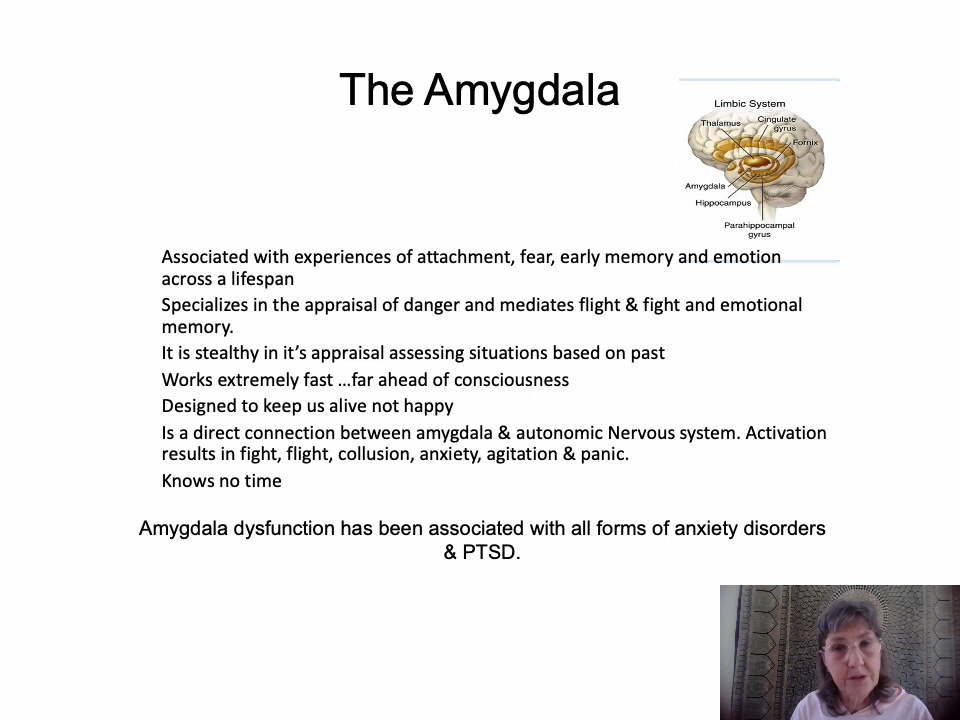 The Amygdala
Limbic System
Thalamus
Cingulate
gyrus
Fornix
Amygdala
Hippocampus
Parahippocampal
gyrus
Associated with experiences of attachment, fear, early memory and emotion
across a lifespan
Specializes in the appraisal of danger and mediates flight & fight and emotional
memory.
It is stealthy in it’s appraisal assessing situations based on past
Works extremely fast …far ahead of consciousness
Designed to keep us alive not happy
Is a direct connection between amygdala & autonomic Nervous system. Activation
results in fight, flight, collusion, anxiety, agitation & panic.
Knows no time
Amygdala dysfunction has been associated with all forms of anxiety disorders
& PTSD.